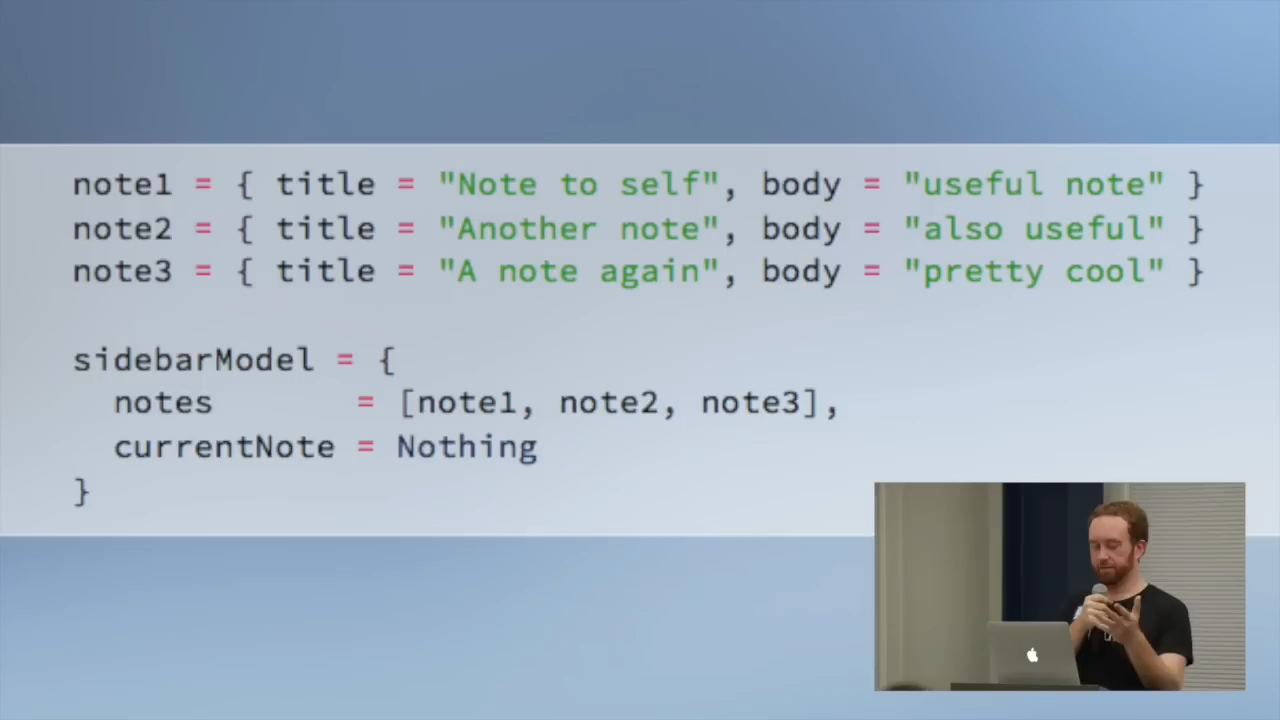 note1 = { title = "Note to self", body = "useful note" }
note2 = { title = "Another note", body = "also useful" }
note3 = { title = "A note again", body = "pretty cool" }
sidebarModel = {
  notes       = [note1, note2, note3],
  currentNote = Nothing
}